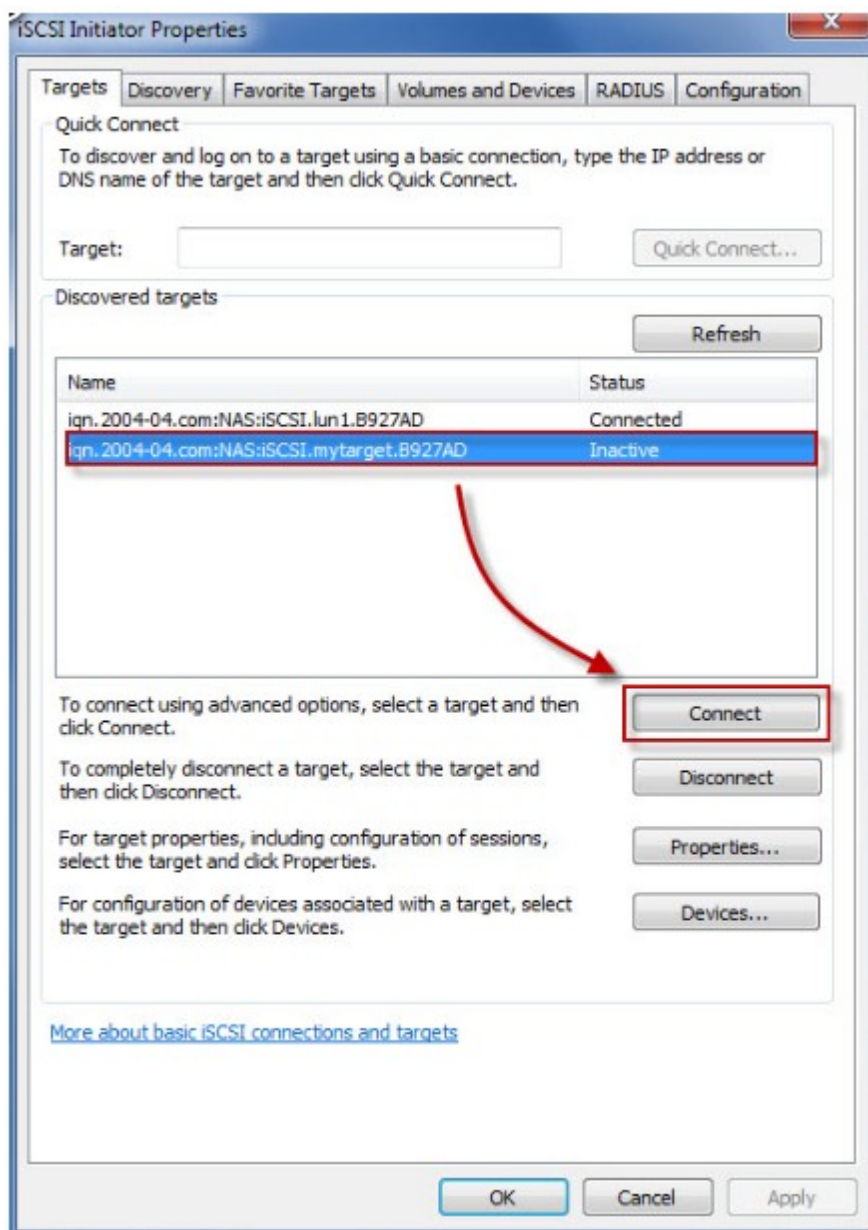 iSCSI Initiator Properties
Targets Discovery Favorite Targets Volumes and Devices RADIUS Configuration
Quick Connect
To discover and log on to a target using a basic connection, type the IP address or
DNS name of the target and then click Quick Connect.
Target:
Quick Connect...
Discovered targets
Refresh
Name Status
iqn.2004-04.com:NAS:iSCSI.lun1.B927AD Connected
iqn.2004-04.com:NAS:iSCSI.mytarget.B927AD Inactive
To connect using advanced options, select a target and then
click Connect.
Connect
To completely disconnect a target, select the target and
then click Disconnect.
Disconnect
For target properties, including configuration of sessions,
select the target and click Properties.
Properties...
For configuration of devices associated with a target, select
the target and then click Devices.
Devices...
More about basic iSCSI connections and targets
OK Cancel Apply